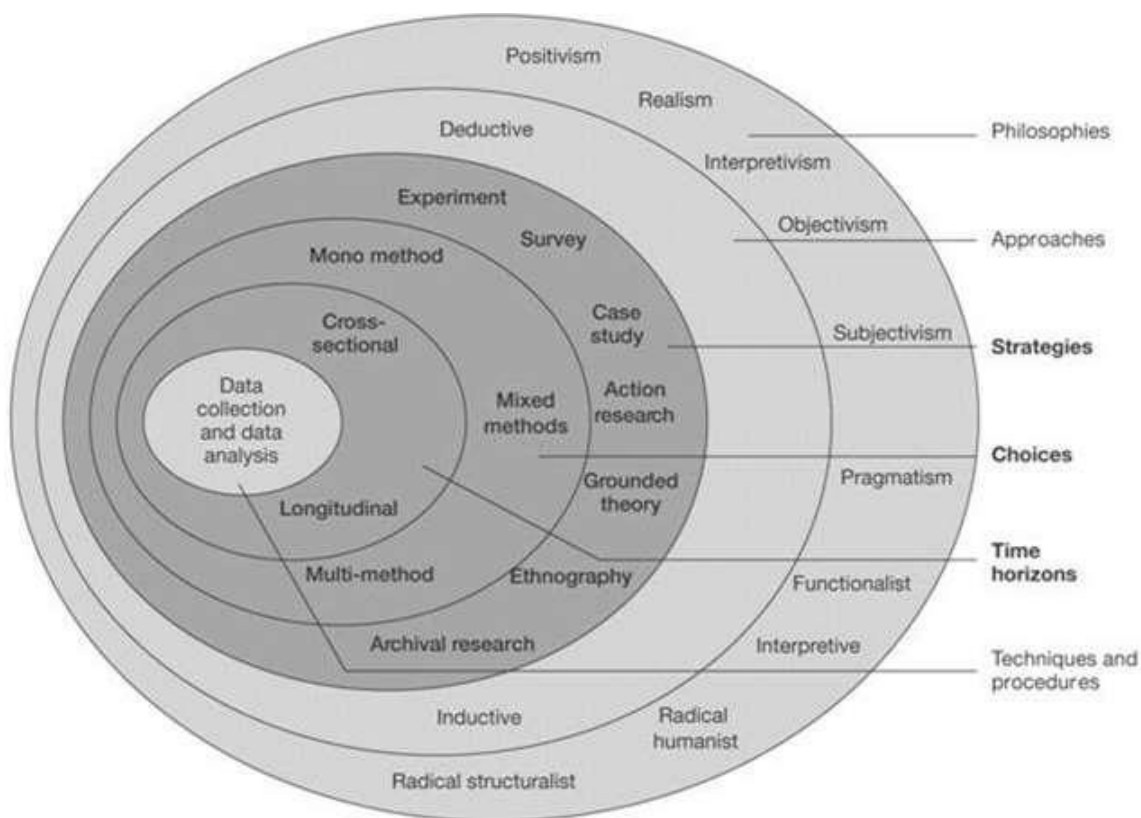 Positivism
Realism
Philosophies
Deductive
Interpretivism
Experiment
Objectivism
Approaches
Survey
Mono method
Case
study
Cross-
sectional
Subjectivism
Strategies
Data
collection
and data
analysis
Mixed
methods
Action
research
Choices
Grounded
theory
Pragmatism
Longitudinal
Time
horizons
Multi-method
Ethnography
Functionalist
Archival research
Interpretive
Techniques and
procedures
Inductive
Radical
humanist
Radical structuralist